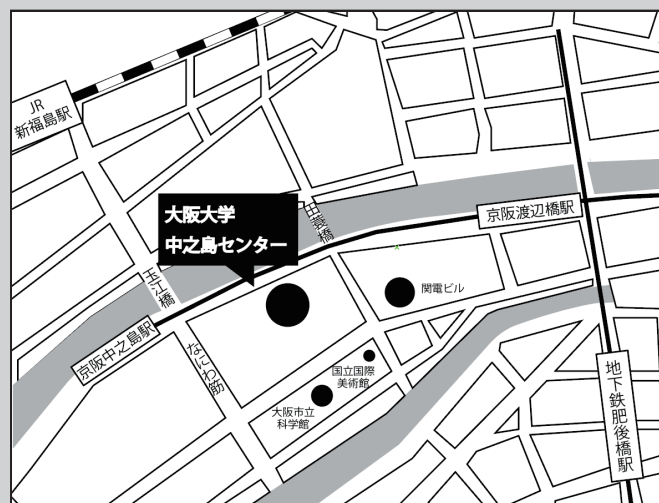 JR
新福島駅
大阪大学
中之島センター
田蓑橋
京阪渡辺橋駅
玉江橋
関電ビル
京阪中之島駅
なにわ筋
国立国際
美術館
大阪市立
科学館
地下鉄肥後橋駅